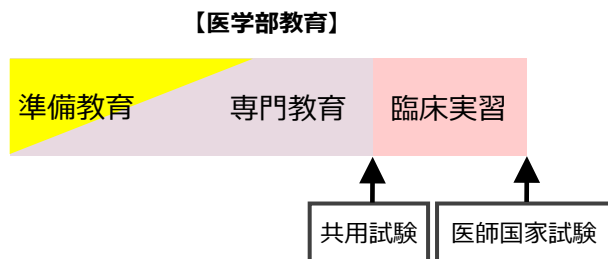 【医学部教育】
準備教育
専門教育
臨床実習
共用試験
医師国家試験